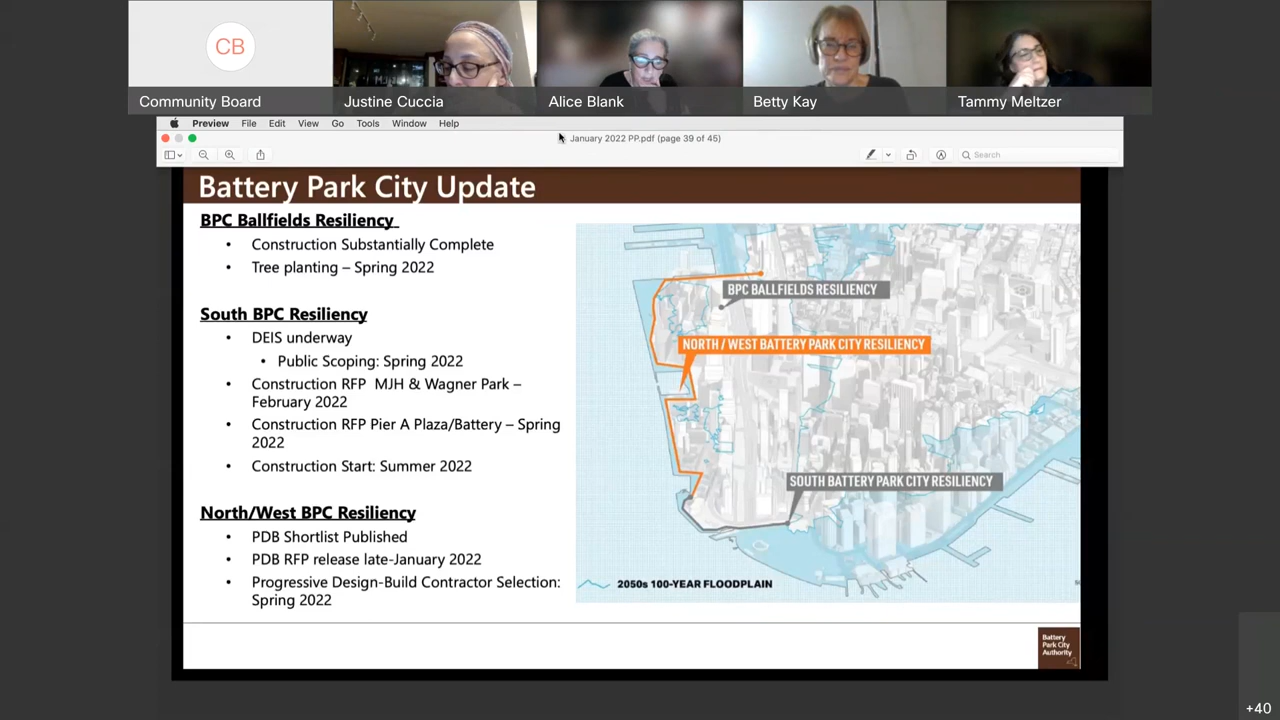 CB
Community Board
Justine Cuccia
Alice Blank
Betty Kay
Tammy Meltzer
Preview File Edit View Go Tools Window Help
January 2022 PP.pdf (page 39 of 45)
Search
Battery Park City Update
BPC Ballfields Resiliency
• Construction Substantially Complete
• Tree planting – Spring 2022
South BPC Resiliency
• DEIS underway
• Public Scoping: Spring 2022
• Construction RFP MJH & Wagner Park –
February 2022
• Construction RFP Pier A Plaza/Battery – Spring
2022
• Construction Start: Summer 2022
North/West BPC Resiliency
• PDB Shortlist Published
• PDB RFP release late-January 2022
• Progressive Design-Build Contractor Selection:
Spring 2022
BPC BALLFIELDS RESILIENCY
NORTH / WEST BATTERY PARK CITY RESILIENCY
SOUTH BATTERY PARK CITY RESILIENCY
2050s 100-YEAR FLOODPLAIN
Battery
Park City
Authority
+40